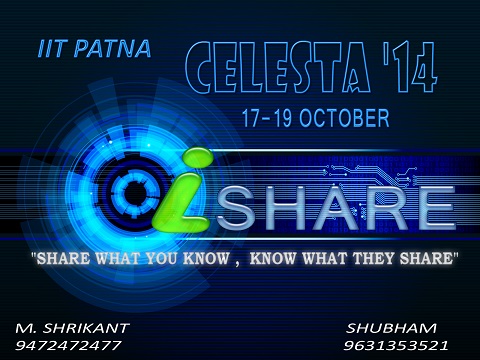 IIT PATNA
CELESTA '14
17-19 OCTOBER
iSHARE
"SHARE WHAT YOU KNOW , KNOW WHAT THEY SHARE"
M. SHRIKANT
9472472477
SHUBHAM
9631353521